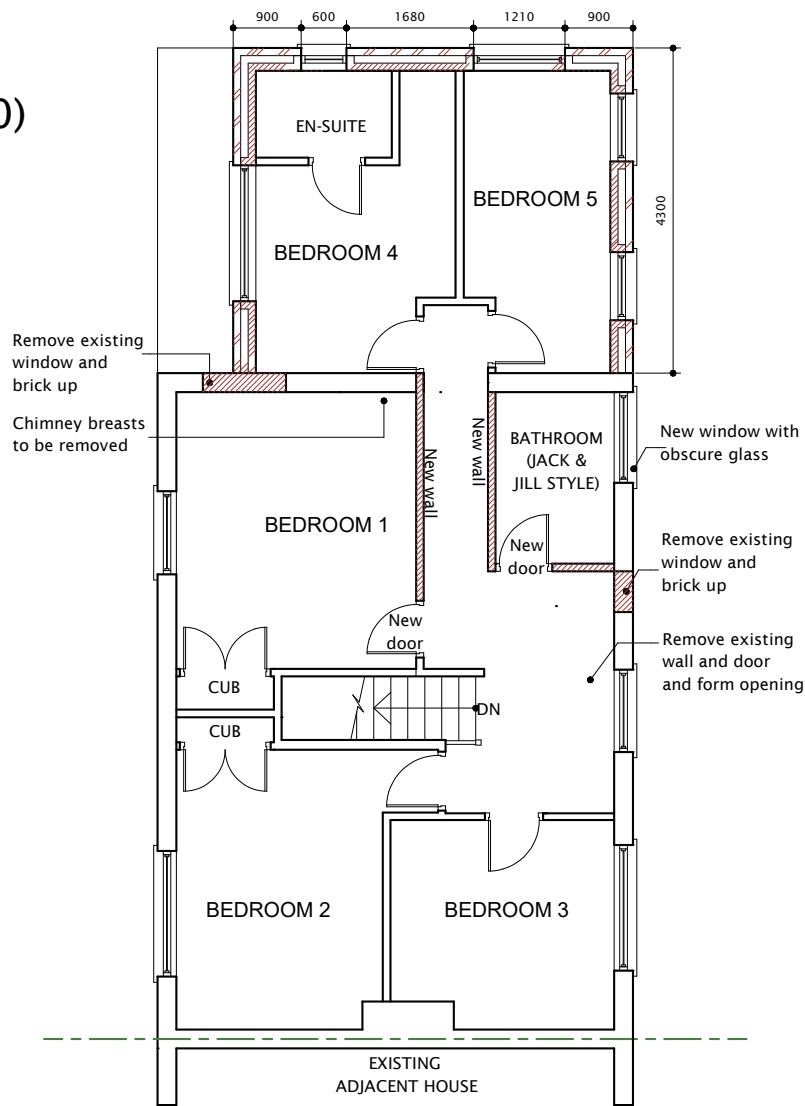 900
600
1680
1210
900
0)
EN-SUITE
BEDROOM 5
4300
BEDROOM 4
Remove existing
window and
brick up
Chimney breasts
to be removed
New wall
New wall
BATHROOM
(JACK &
JILL STYLE)
New window with
obscure glass
BEDROOM 1
New
door
Remove existing
window and
brick up
New
door
Remove existing
wall and door
and form opening
CUB
DN
CUB
BEDROOM 2
BEDROOM 3
EXISTING
ADJACENT HOUSE